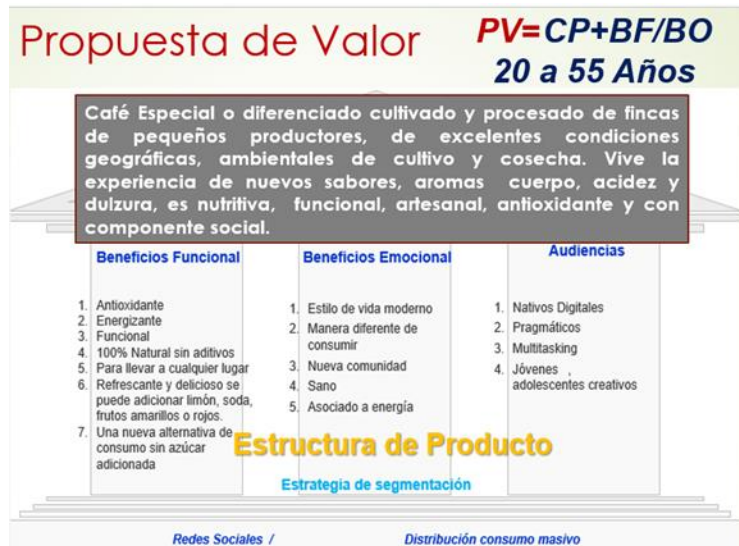 Propuesta de Valor
PV=CP+BF/BO
20 a 55 Años
Café Especial o diferenciado cultivado y procesado de fincas
de pequeños productores, de excelentes condiciones
geográficas, ambientales de cultivo y cosecha. Vive la
experiencia de nuevos sabores, aromas cuerpo, acidez y
dulzura, es nutritiva, funcional, artesanal, antioxidante y con
componente social.
Beneficios Funcional
1. Antioxidante
2. Energizante
3. Funcional
4. 100% Natural sin aditivos
5. Para llevar a cualquier lugar
6. Refrescante y delicioso se
puede adicionar limón, soda,
frutos amarillos o rojos.
7. Una nueva alternativa de
consumo sin azúcar
adicionada
Beneficios Emocional
1. Estilo de vida moderno
2. Manera diferente de
consumir
3. Nueva comunidad
4. Sano
5. Asociado a energía
Audiencias
1. Nativos Digitales
2. Pragmáticos
3. Multitasking
4. Jóvenes ,
adolescentes creativos
Estructura de Producto
Estrategia de segmentación
Redes Sociales /
Distribución consumo masivo